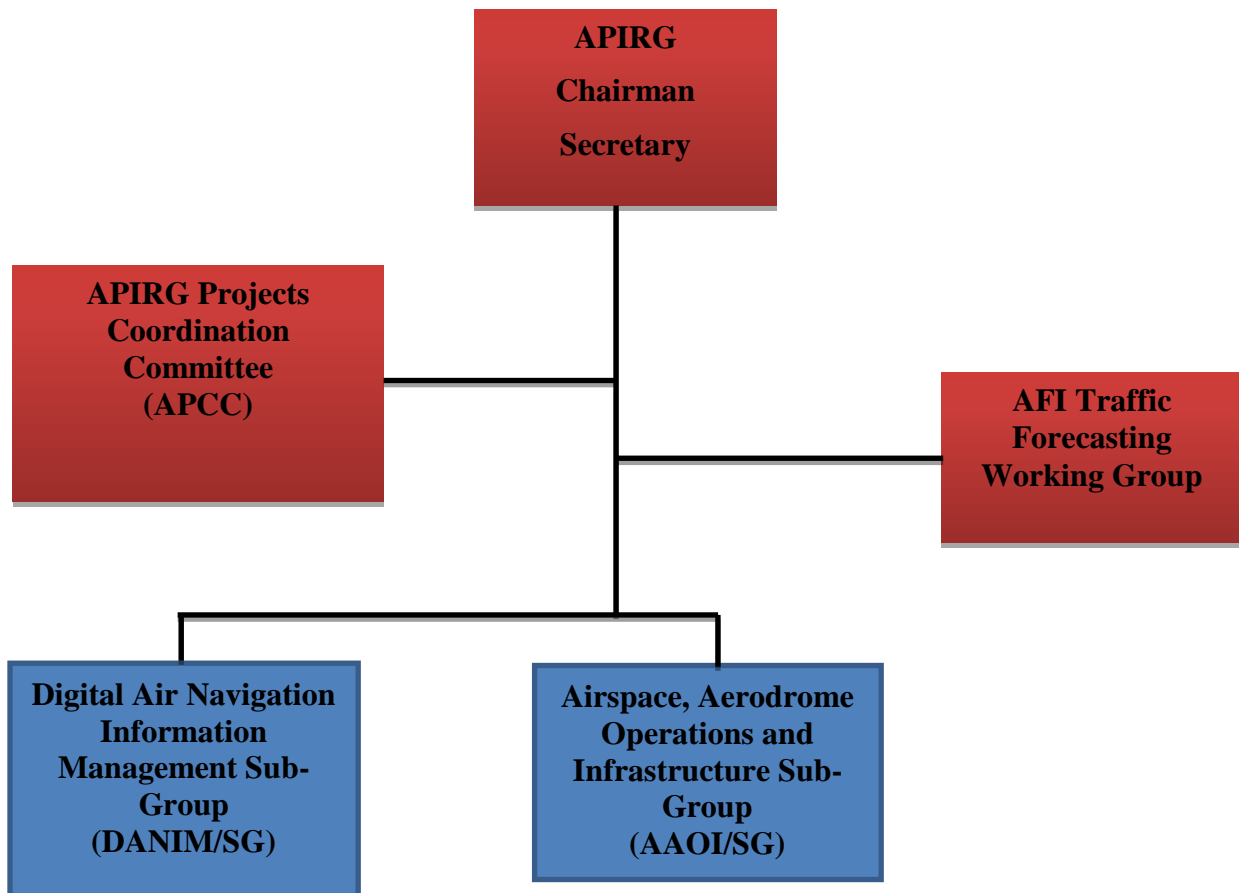 APIRG
Chairman
Secretary
APIRG Projects
Coordination
Committee
(APCC)
AFI Traffic
Forecasting
Working Group
Digital Air Navigation
Information
Management Sub-
Group
(DANIM/SG)
Airspace, Aerodrome
Operations and
Infrastructure Sub-
Group
(AAOI/SG)